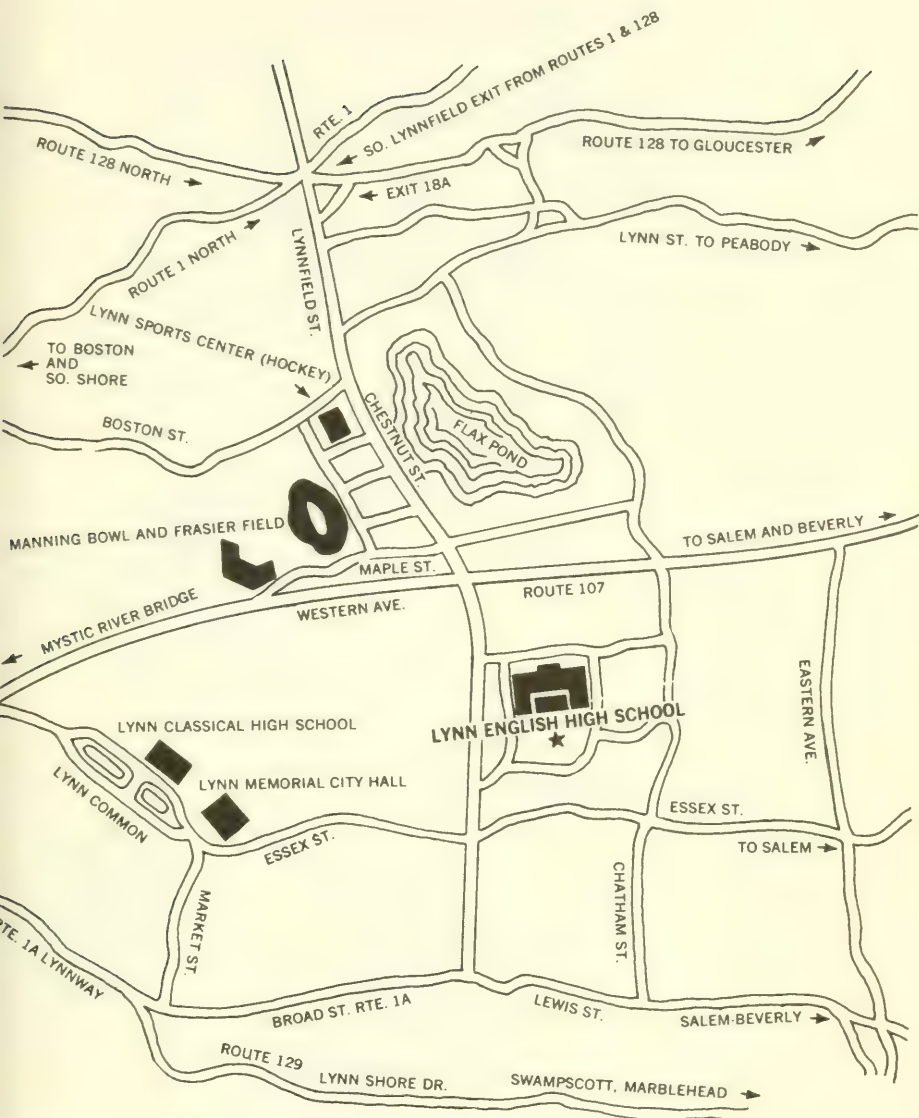 RTE. 1
SO. LYNNFIELD EXIT FROM ROUTES 1 & 128
ROUTE 128 NORTH
ROUTE 128 TO GLOUCESTER
EXIT 18A
ROUTE 1 NORTH
LYNNFIELD ST.
LYNN ST. TO PEABODY
LYNN SPORTS CENTER (HOCKEY)
TO BOSTON
AND
SO. SHORE
BOSTON ST.
CHESTNUT ST.
FLAX POND
MANNING BOWL AND FRASIER FIELD
TO SALEM AND BEVERLY
MAPLE ST.
ROUTE 107
WESTERN AVE.
MYSTIC RIVER BRIDGE
EASTERN AVE.
LYNN ENGLISH HIGH SCHOOL
LYNN CLASSICAL HIGH SCHOOL
LYNN MEMORIAL CITY HALL
LYNN COMMON
ESSEX ST.
ESSEX ST.
TO SALEM
CHATHAM ST.
MARKET ST.
RTE. 1A LYNNWAY
BROAD ST. RTE. 1A
LEWIS ST.
SALEM-BEVERLY
ROUTE 129
LYNN SHORE DR.
SWAMPSCOTT, MARBLEHEAD